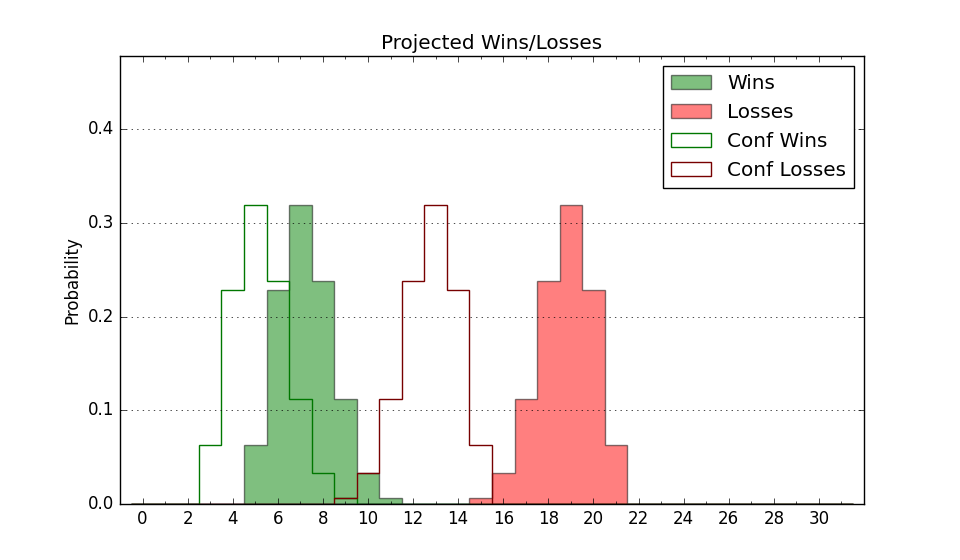 Projected Wins/Losses
Wins
Losses
Conf Wins
Conf Losses
Probability
0.4
0.3
0.2
0.1
0.0
0 2 4 6 8 10 12 14 16 18 20 22 24 26 28 30